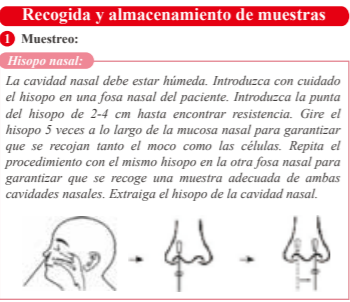 Recogida y almacenamiento de muestras
1 Muestreo:
Hisopo nasal:
La cavidad nasal debe estar húmeda. Introduzca con cuidado
el hisopo en una fosa nasal del paciente. Introduzca la punta
del hisopo de 2-4 cm hasta encontrar resistencia. Gire el
hisopo 5 veces a lo largo de la mucosa nasal para garantizar
que se recojan tanto el moco como las células. Repita el
procedimiento con el mismo hisopo en la otra fosa nasal para
garantizar que se recoge una muestra adecuada de ambas
cavidades nasales. Extraiga el hisopo de la cavidad nasal.